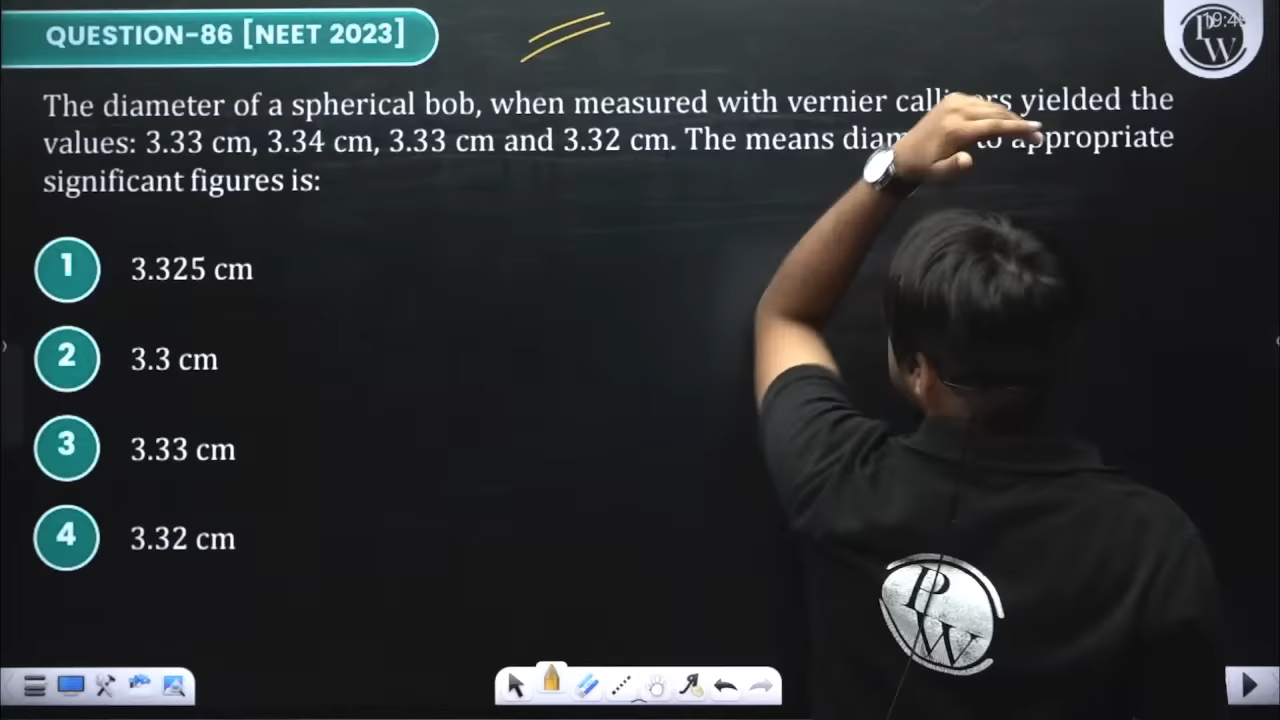 QUESTION-86 [NEET 2023]
The diameter of a spherical bob, when measured with vernier yielded the
values: 3.33 cm, 3.34 cm, 3.33 cm and 3.32 cm. The means appropriate
significant figures is:
1 3.325 cm
2 3.3 cm
3 3.33 cm
4 3.32 cm
PW
PW